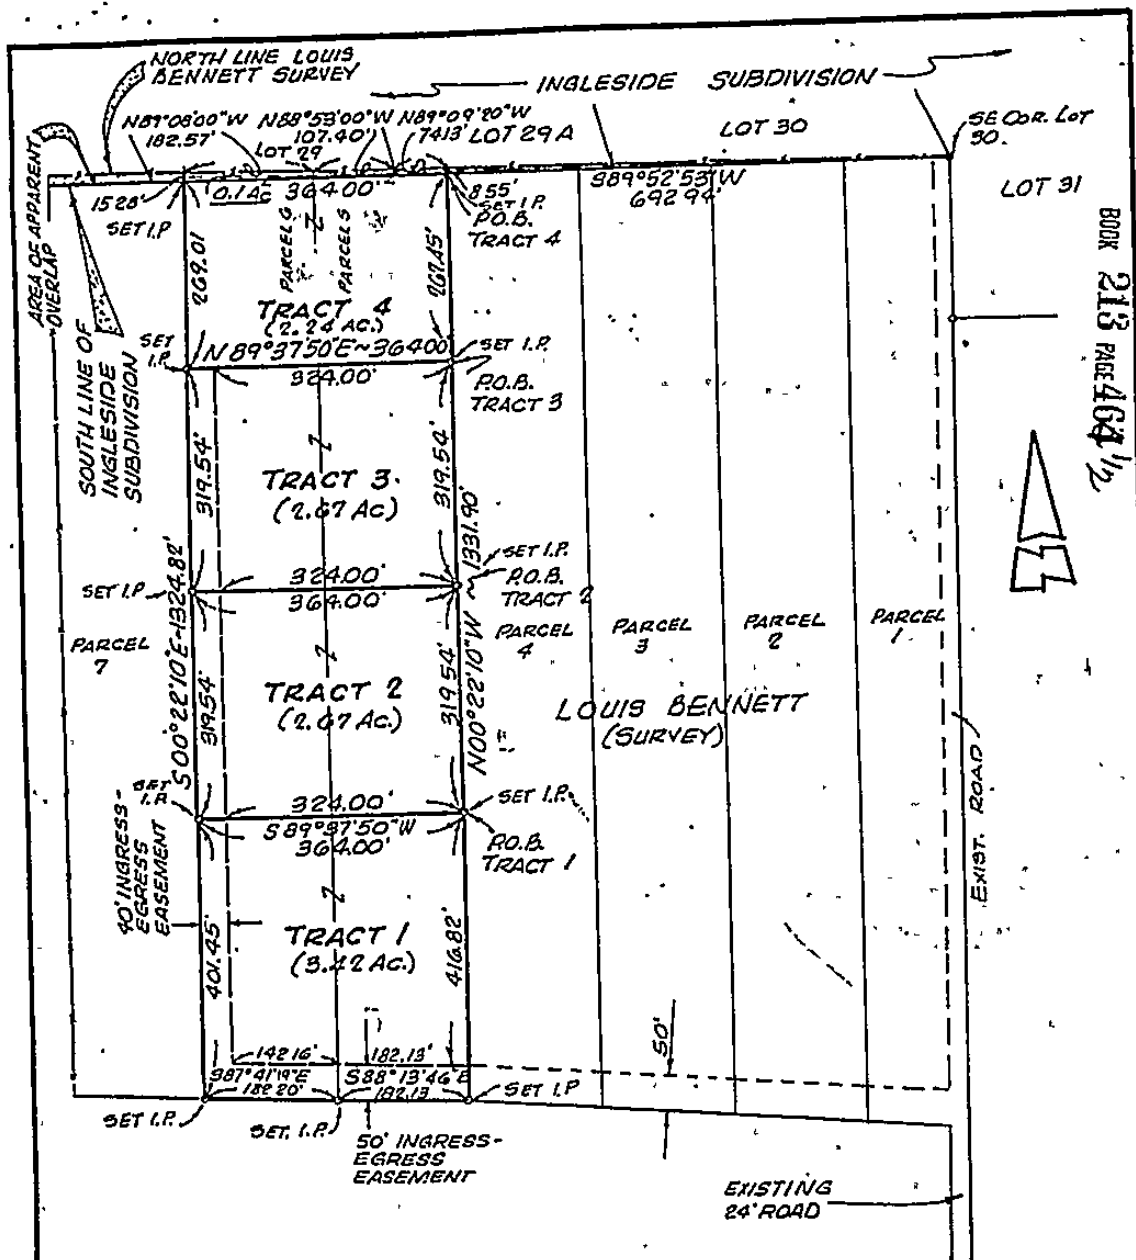 NORTH LINE LOUIS
BENNETT SURVEY
INGLESIDE SUBDIVISION
N89°08'00"W
182.57'
N88°53'00"W
107.40'
N89°09'20"W
74.13'
LOT 29 A
LOT 29
LOT 30
SE COR. LOT
30.
LOT 31
AREA OF APPARENT
OVERLAP
15.28'
SET I.P.
0.1 Ac
364.00'
8.55'
SET I.P.
P.O.B.
TRACT 4
S89°52'53"W
692.94'
BOOK 213 PAGE 464 1/2
269.01
PARCEL 6
PARCEL 5
267.45'
TRACT 4
(2.24 AC.)
SOUTH LINE OF
INGLESIDE
SUBDIVISION
SET
I.P.
N89°37'50"E~364.00'
324.00'
SET I.P.
P.O.B.
TRACT 3
319.54'
TRACT 3.
(2.67 Ac)
319.54'
S00°22'10"E~1324.82'
N00°22'10"W ~ 1331.90'
SET I.P.
324.00'
364.00'
SET I.P.
P.O.B.
TRACT 2
PARCEL
7
PARCEL
4
PARCEL
3
PARCEL
2
PARCEL
1
319.54'
TRACT 2
(2.67 Ac.)
319.54'
LOUIS BENNETT
(SURVEY)
SET
I.P.
324.00'
S89°37'50"W
364.00'
SET I.P.
P.O.B.
TRACT 1
EXIST. ROAD
40' INGRESS-
EGRESS
EASEMENT
401.45'
TRACT 1
(3.42 Ac.)
416.82'
50'
142.16'
182.13'
S87°41'19"E
182.20'
S88°13'46"E
182.13
SET I.P.
SET. I.P.
SET I.P
50' INGRESS-
EGRESS
EASEMENT
EXISTING
24' ROAD